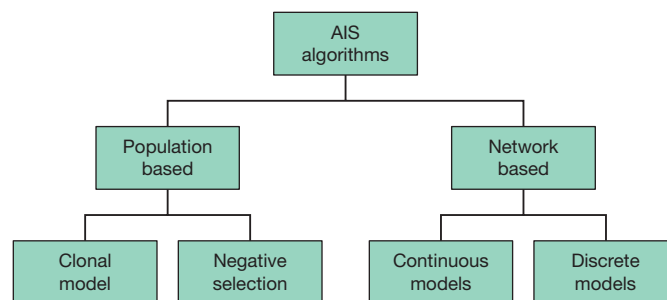 AIS
algorithms
Population
based
Network
based
Clonal
model
Negative
selection
Continuous
models
Discrete
models